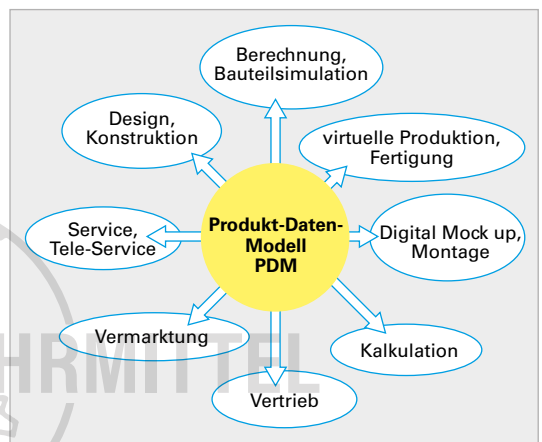 Berechnung,
Bauteilsimulation
Design,
Konstruktion
virtuelle Produktion,
Fertigung
Produkt-Daten-
Modell
PDM
Service,
Tele-Service
Digital Mock up,
Montage
Vermarktung
Kalkulation
Vertrieb
HRMITTEL